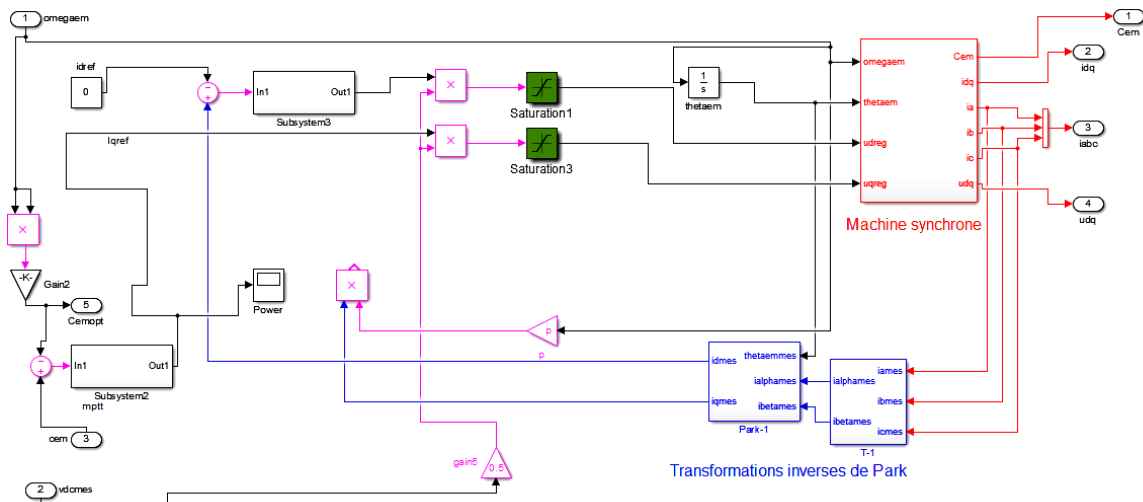 1
omegaem
idref
0
In1
Out1
Subsystem3
×
Saturation1
1
s
thetaem
omegaem
thetaem
udreg
uqreg
Cem
idq
ia
ib
ic
udq
Machine synchrone
1
Cem
2
idq
3
iabc
4
udq
Iqref
×
Saturation3
×
-K-
Gain2
5
Cemopt
Power
×
p
p
In1
Out1
Subsystem2
mptt
cem
3
idmes
iqmes
thetaemmes
ialphames
ibetames
Park-1
ialphames
ibetames
iames
ibmes
icmes
T-1
Transformations inverses de Park
gain5
0.5
2
vdcmes